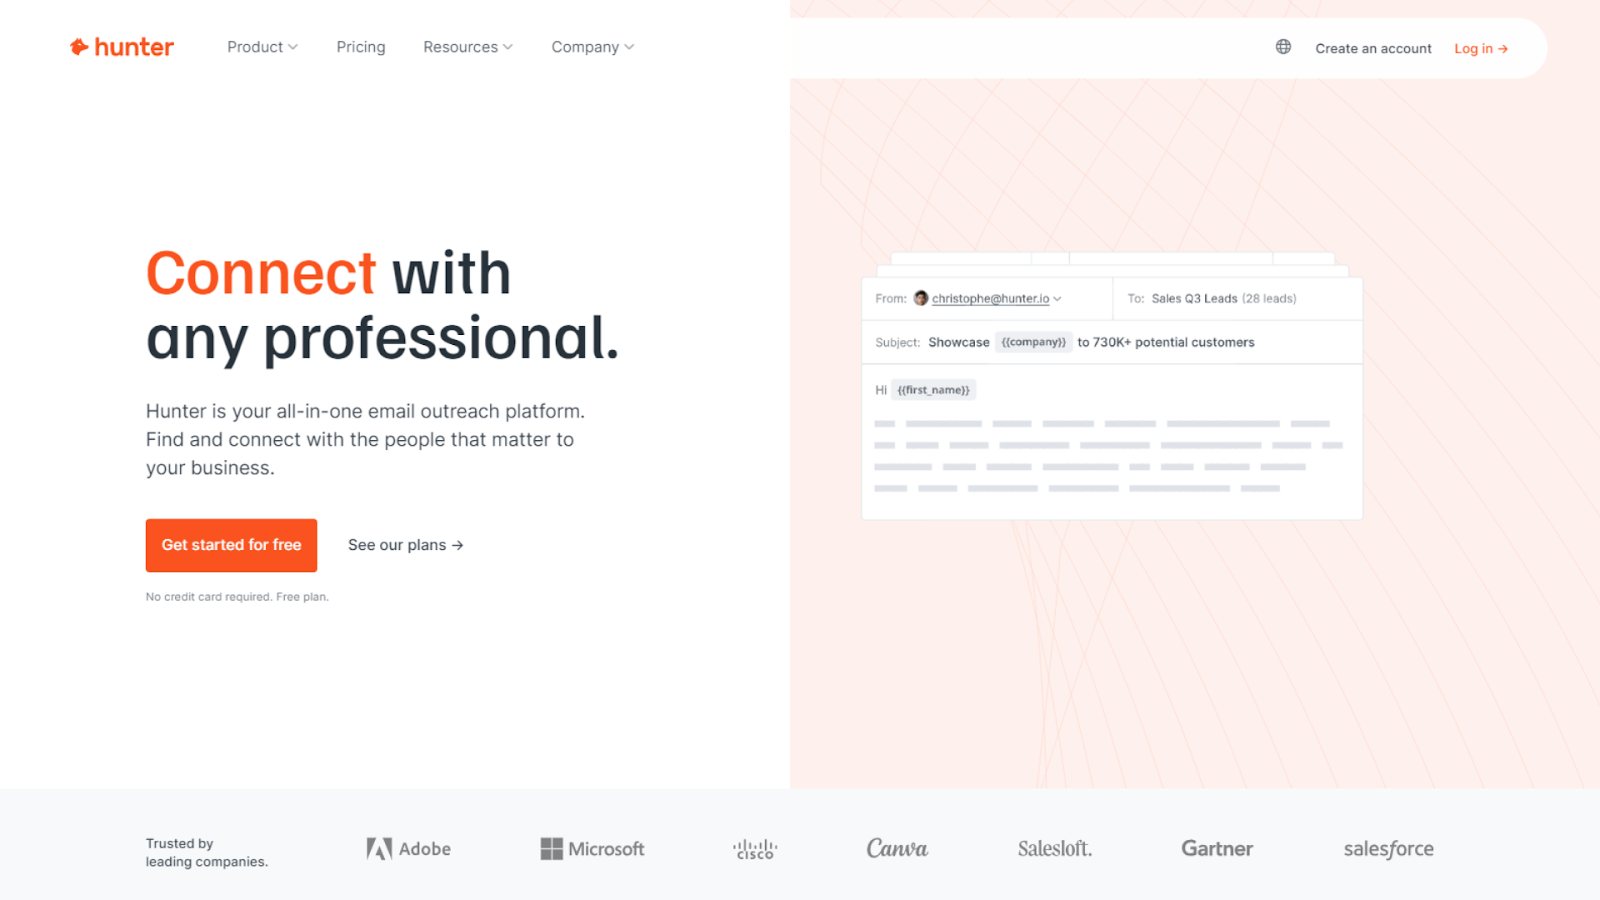 hunter
Product
Pricing
Resources
Company
Create an account
Log in →
Connect with
any professional.
Hunter is your all-in-one email outreach platform.
Find and connect with the people that matter to
your business.
Get started for free
See our plans →
No credit card required. Free plan.
From: christophe@hunter.io
To: Sales Q3 Leads (28 leads)
Subject: Showcase {{company}} to 730K+ potential customers
Hi {{first_name}}
Trusted by
leading companies.
Adobe
Microsoft
CISCO
Canva
Salesloft.
Gartner
salesforce